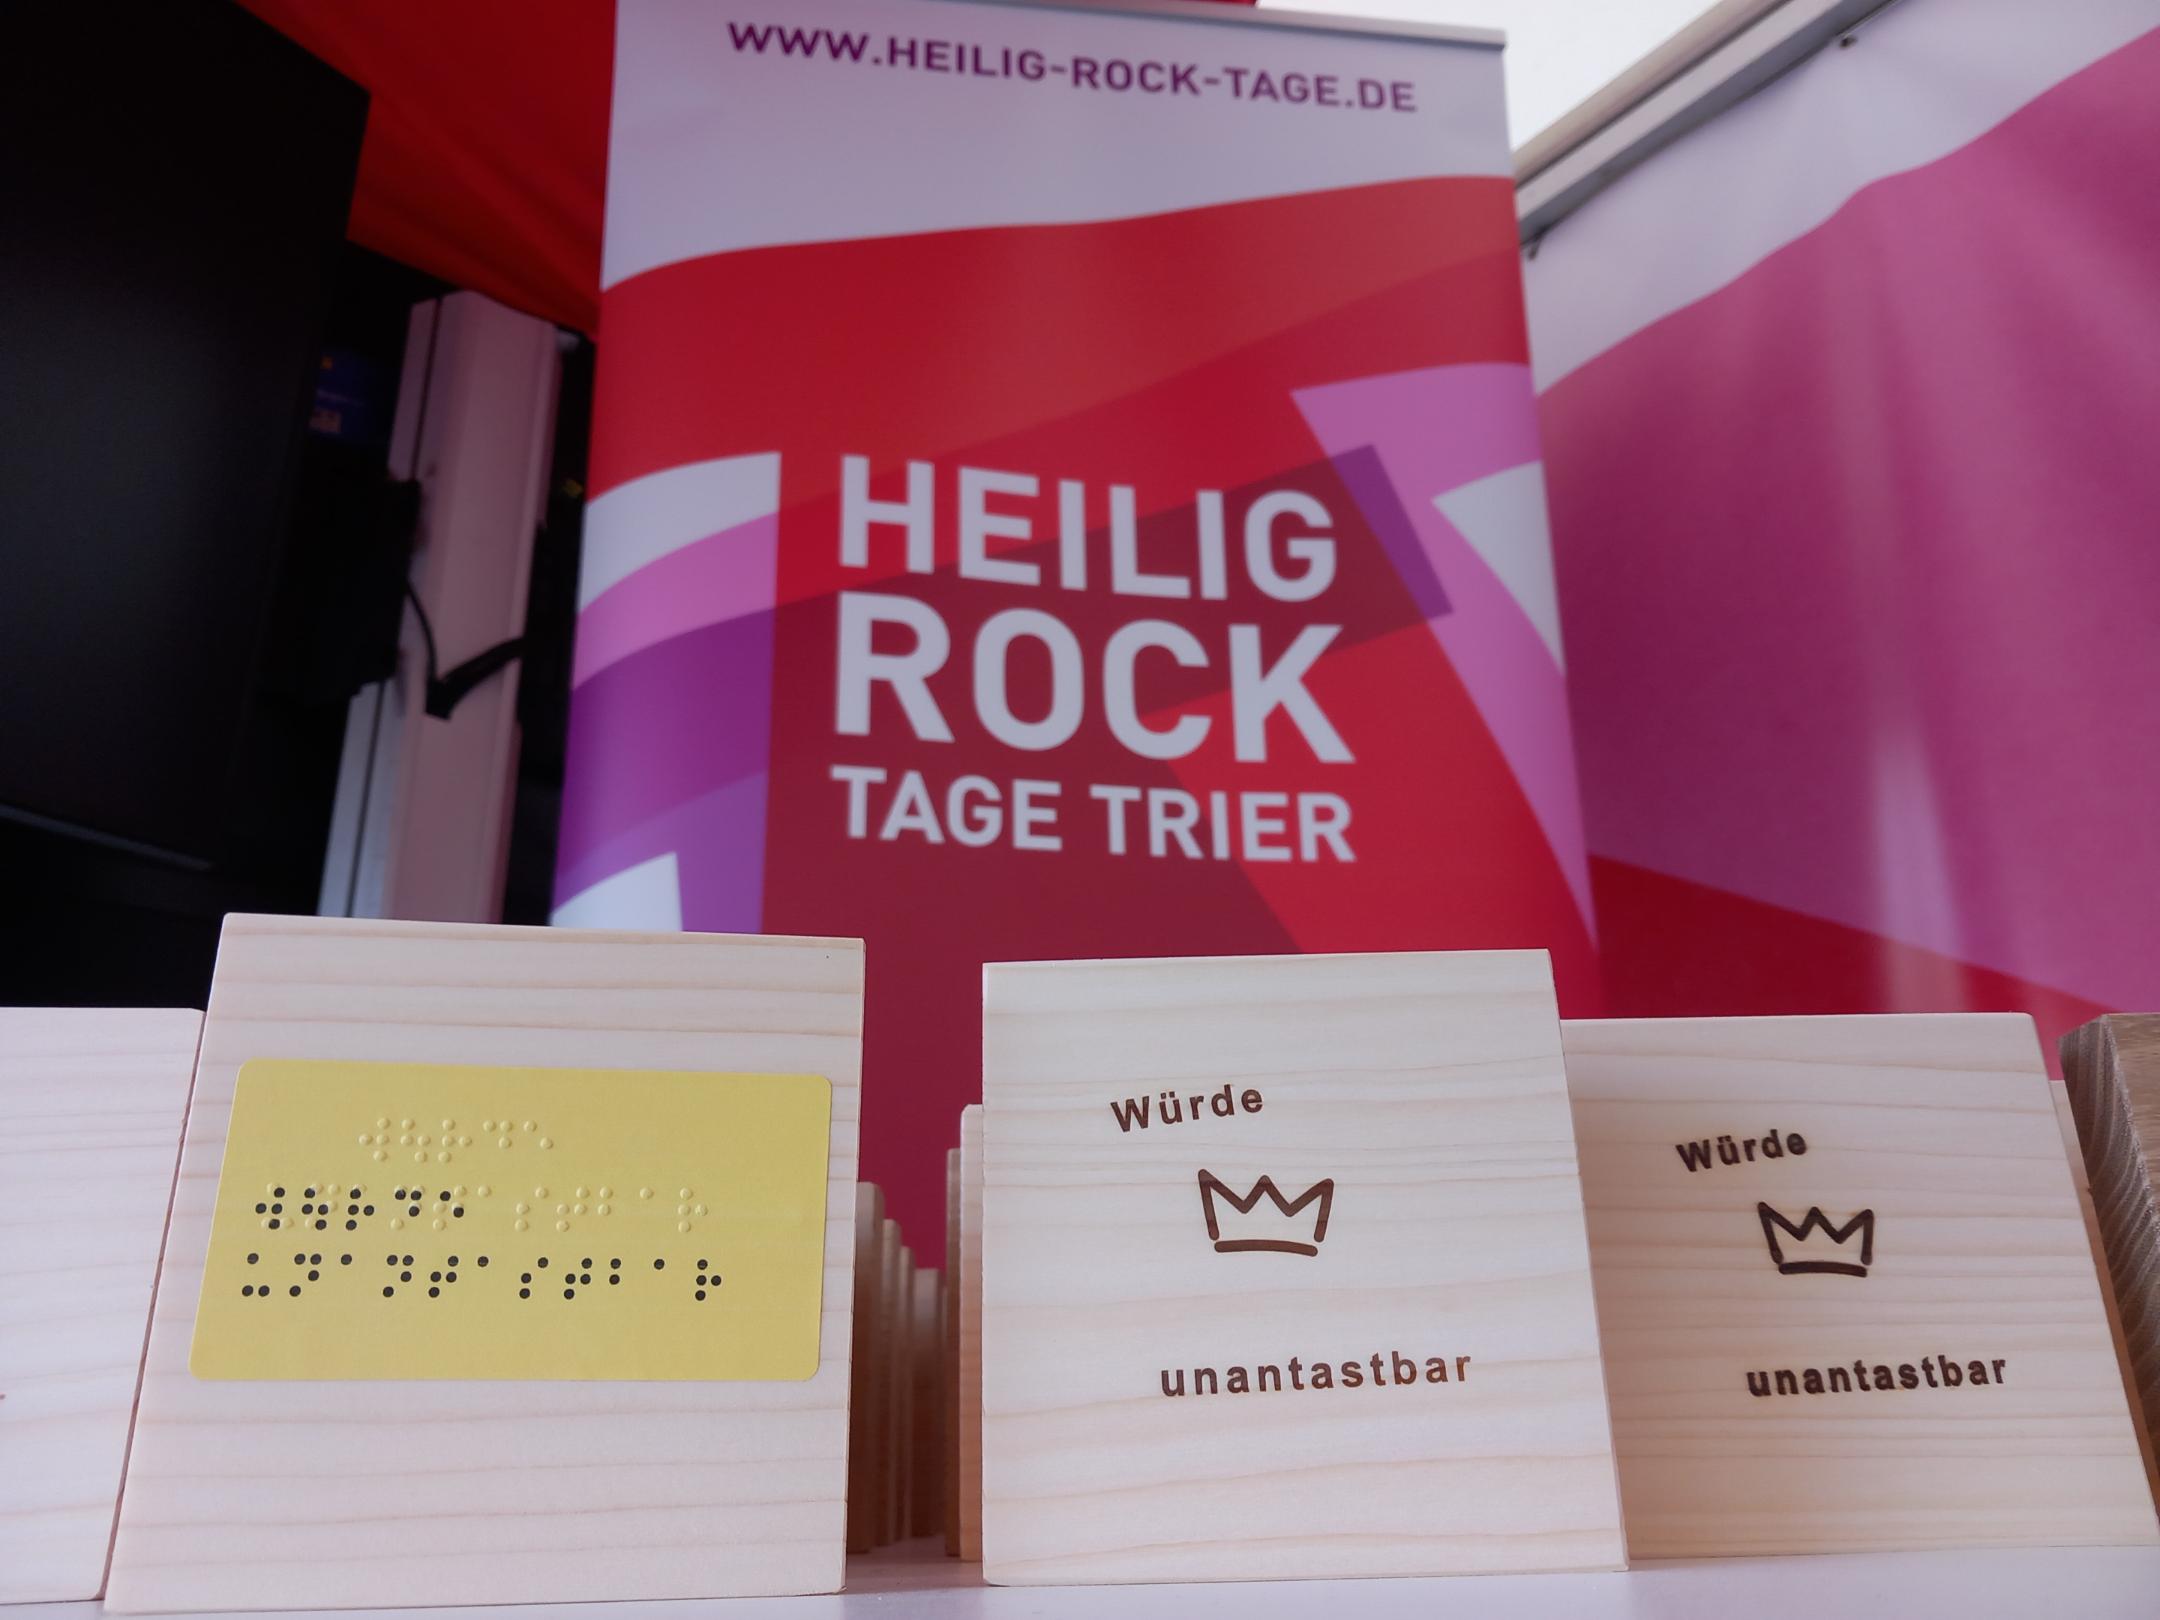 WWW.HEILIG-ROCK-TAGE.DE
HEILIG
ROCK
TAGE TRIER
⠺⠳⠗⠙⠑
⠥⠝⠁⠝⠞⠁⠎⠞⠃⠁⠗
⠺⠳⠗⠙⠑
⠥⠝⠁⠝⠞⠁⠎⠞⠃⠁⠗
Würde
unantastbar
Würde
unantastbar